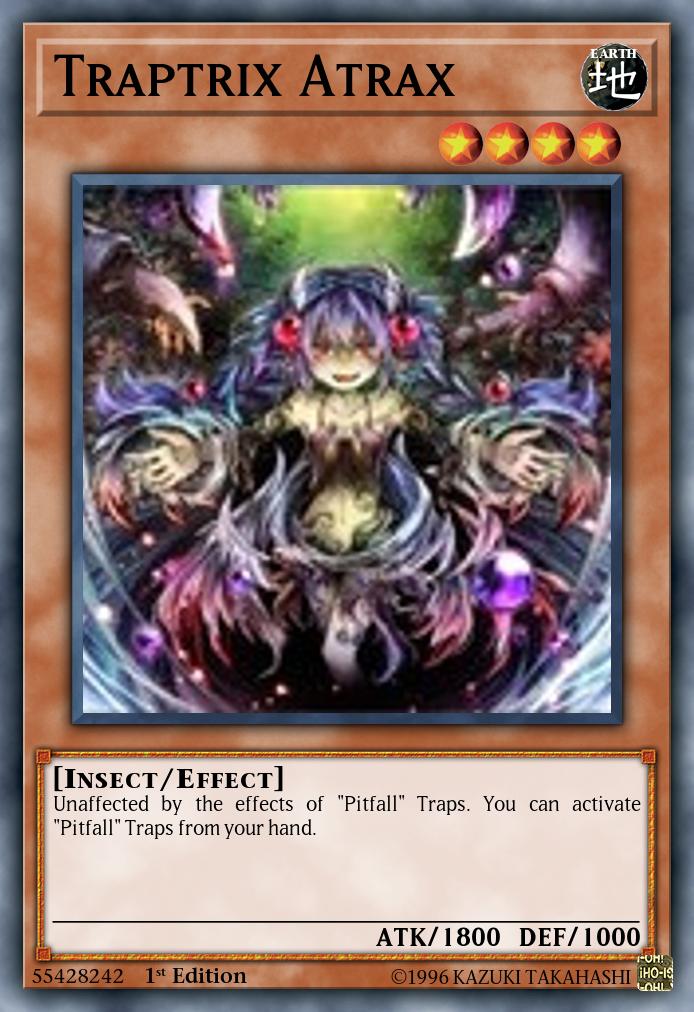 Traptrix Atrax
EARTH
地
[Insect/Effect]
Unaffected by the effects of "Pitfall" Traps. You can activate
"Pitfall" Traps from your hand.
ATK/1800 DEF/1000
55428242 1st Edition ©1996 KAZUKI TAKAHASHI